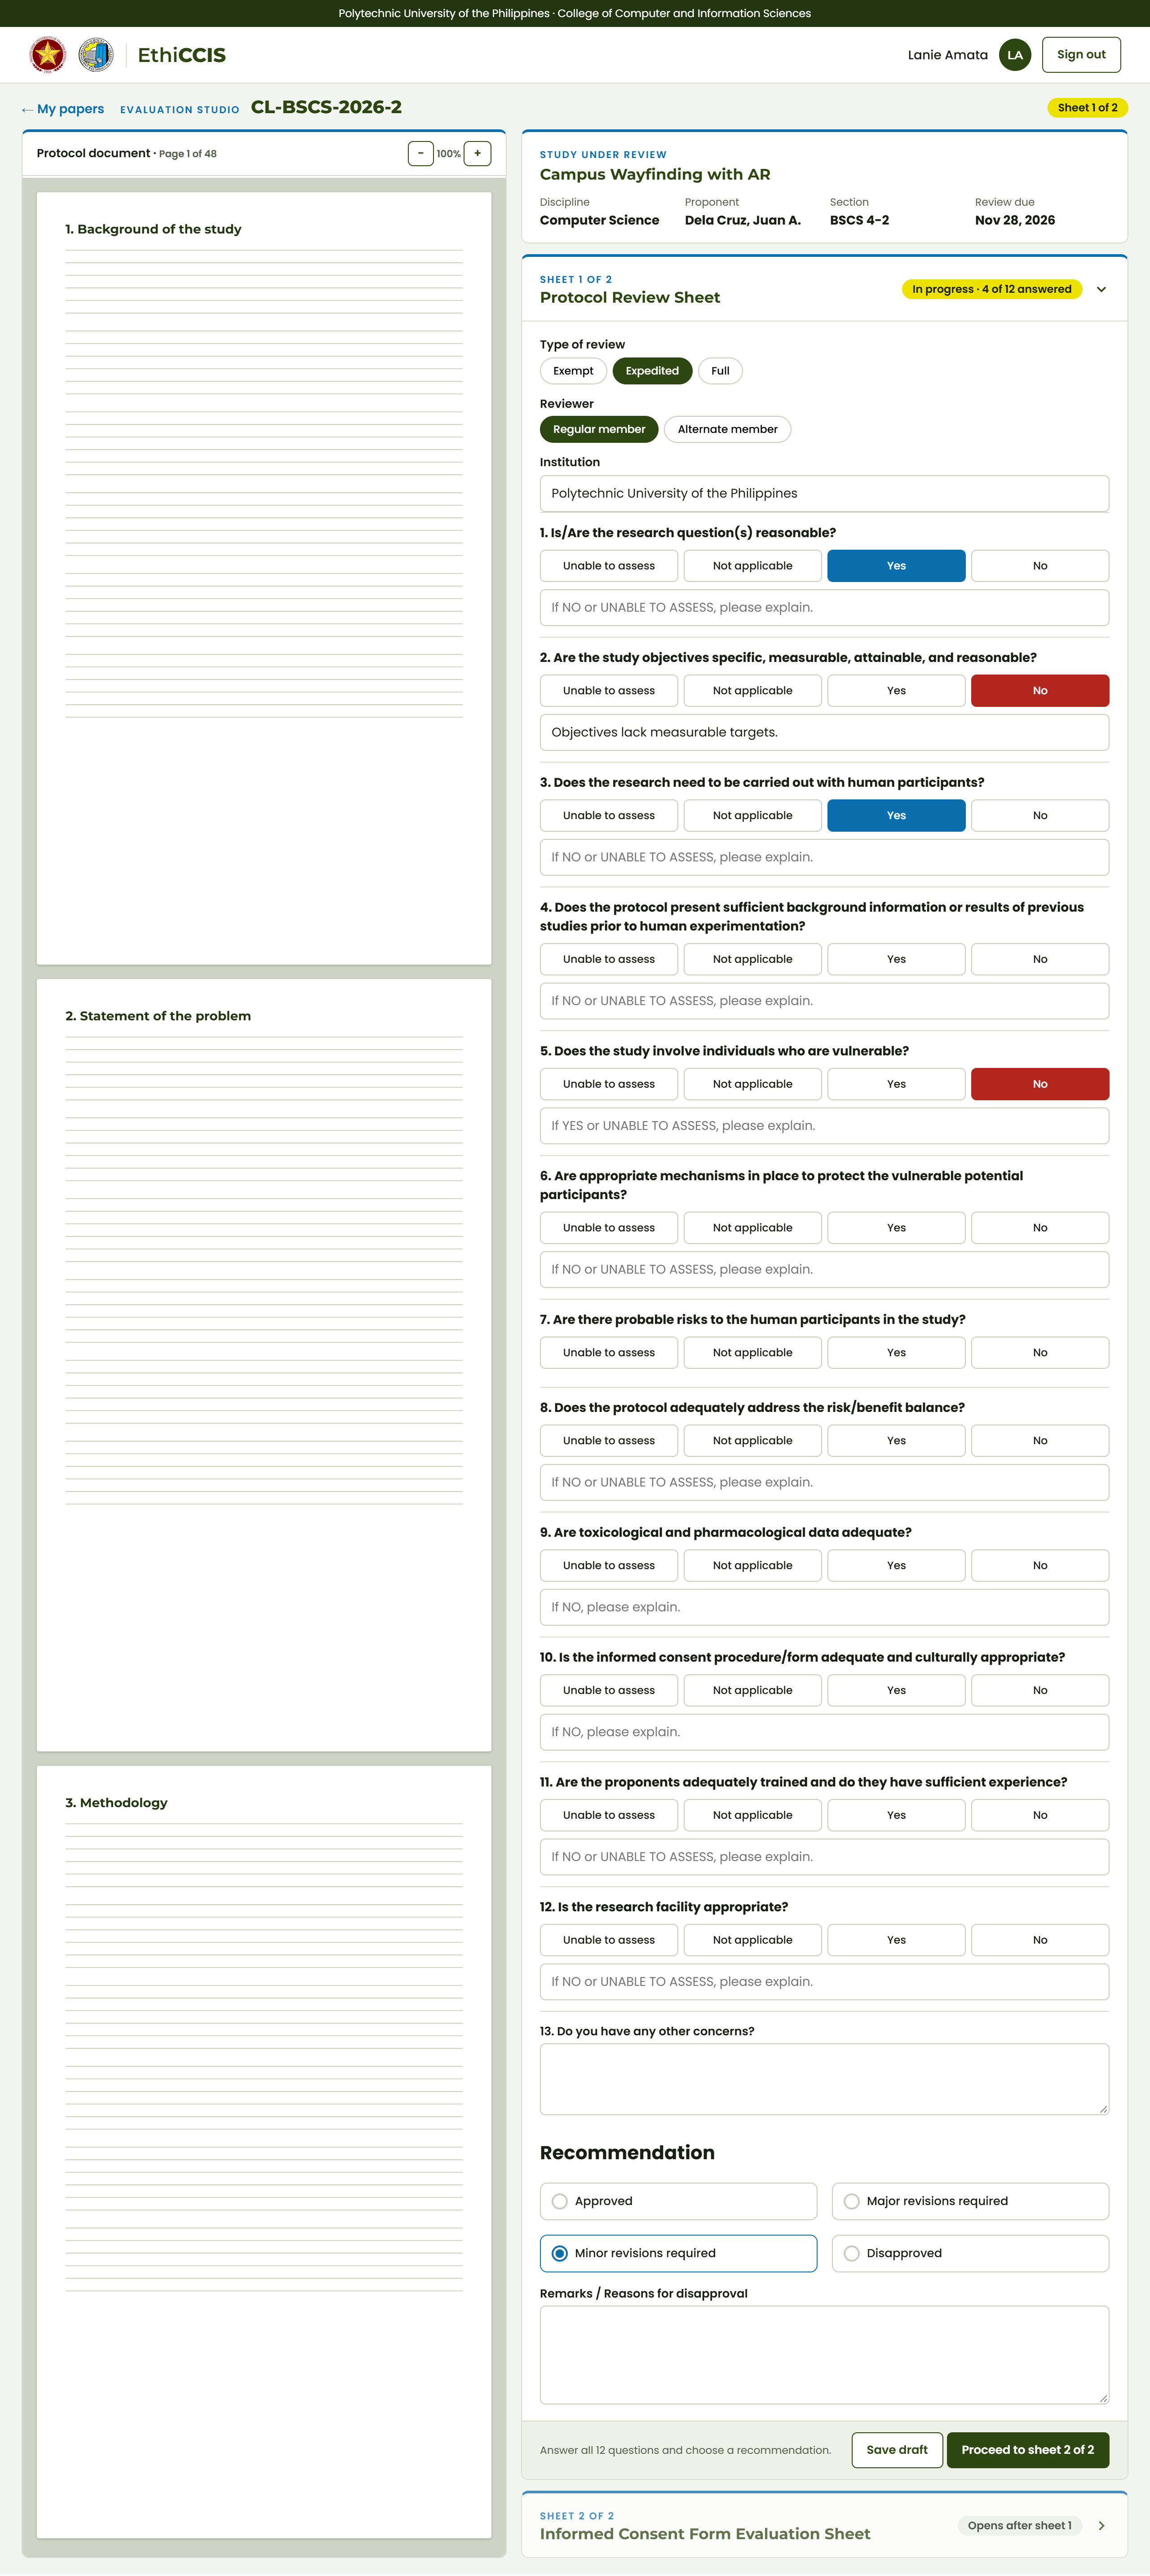 Polytechnic University of the Philippines · College of Computer and Information Sciences
EthiCCIS
Lanie Amata
LA
Sign out
← My papers
EVALUATION STUDIO
CL-BSCS-2026-2
Sheet 1 of 2
Protocol document · Page 1 of 48
-
100%
+
1. Background of the study
2. Statement of the problem
3. Methodology
STUDY UNDER REVIEW
Campus Wayfinding with AR
Discipline
Computer Science
Proponent
Dela Cruz, Juan A.
Section
BSCS 4-2
Review due
Nov 28, 2026
SHEET 1 OF 2
Protocol Review Sheet
In progress · 4 of 12 answered
Type of review
Exempt
Expedited
Full
Reviewer
Regular member
Alternate member
Institution
Polytechnic University of the Philippines
1. Is/Are the research question(s) reasonable?
Unable to assess
Not applicable
Yes
No
If NO or UNABLE TO ASSESS, please explain.
2. Are the study objectives specific, measurable, attainable, and reasonable?
Unable to assess
Not applicable
Yes
No
Objectives lack measurable targets.
3. Does the research need to be carried out with human participants?
Unable to assess
Not applicable
Yes
No
If NO or UNABLE TO ASSESS, please explain.
4. Does the protocol present sufficient background information or results of previous
studies prior to human experimentation?
Unable to assess
Not applicable
Yes
No
If NO or UNABLE TO ASSESS, please explain.
5. Does the study involve individuals who are vulnerable?
Unable to assess
Not applicable
Yes
No
If YES or UNABLE TO ASSESS, please explain.
6. Are appropriate mechanisms in place to protect the vulnerable potential
participants?
Unable to assess
Not applicable
Yes
No
If NO or UNABLE TO ASSESS, please explain.
7. Are there probable risks to the human participants in the study?
Unable to assess
Not applicable
Yes
No
8. Does the protocol adequately address the risk/benefit balance?
Unable to assess
Not applicable
Yes
No
If NO or UNABLE TO ASSESS, please explain.
9. Are toxicological and pharmacological data adequate?
Unable to assess
Not applicable
Yes
No
If NO, please explain.
10. Is the informed consent procedure/form adequate and culturally appropriate?
Unable to assess
Not applicable
Yes
No
If NO, please explain.
11. Are the proponents adequately trained and do they have sufficient experience?
Unable to assess
Not applicable
Yes
No
If NO or UNABLE TO ASSESS, please explain.
12. Is the research facility appropriate?
Unable to assess
Not applicable
Yes
No
If NO or UNABLE TO ASSESS, please explain.
13. Do you have any other concerns?
Recommendation
Approved
Major revisions required
Minor revisions required
Disapproved
Remarks / Reasons for disapproval
Answer all 12 questions and choose a recommendation.
Save draft
Proceed to sheet 2 of 2
SHEET 2 OF 2
Informed Consent Form Evaluation Sheet
Opens after sheet 1